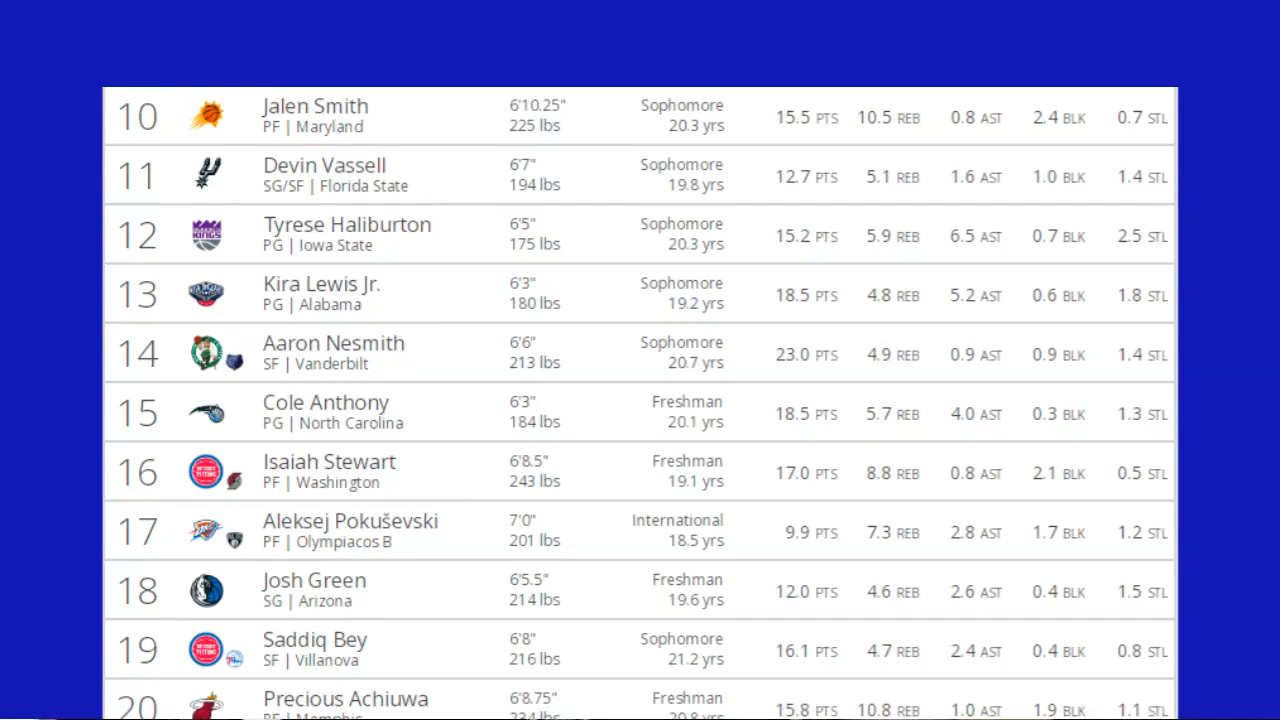 10 Jalen Smith 6'10.25" Sophomore 15.5 PTS 10.5 REB 0.8 AST 2.4 BLK 0.7 STL
PF | Maryland 225 lbs 20.3 yrs
11 Devin Vassell 6'7" Sophomore 12.7 PTS 5.1 REB 1.6 AST 1.0 BLK 1.4 STL
SG/SF | Florida State 194 lbs 19.8 yrs
12 Tyrese Haliburton 6'5" Sophomore 15.2 PTS 5.9 REB 6.5 AST 0.7 BLK 2.5 STL
PG | Iowa State 175 lbs 20.3 yrs
13 Kira Lewis Jr. 6'3" Sophomore 18.5 PTS 4.8 REB 5.2 AST 0.6 BLK 1.8 STL
PG | Alabama 180 lbs 19.2 yrs
14 Aaron Nesmith 6'6" Sophomore 23.0 PTS 4.9 REB 0.9 AST 0.9 BLK 1.4 STL
SF | Vanderbilt 213 lbs 20.7 yrs
15 Cole Anthony 6'3" Freshman 18.5 PTS 5.7 REB 4.0 AST 0.3 BLK 1.3 STL
PG | North Carolina 184 lbs 20.1 yrs
16 Isaiah Stewart 6'8.5" Freshman 17.0 PTS 8.8 REB 0.8 AST 2.1 BLK 0.5 STL
PF | Washington 243 lbs 19.1 yrs
17 Aleksej Pokuševski 7'0" International 9.9 PTS 7.3 REB 2.8 AST 1.7 BLK 1.2 STL
PF | Olympiacos B 201 lbs 18.5 yrs
18 Josh Green 6'5.5" Freshman 12.0 PTS 4.6 REB 2.6 AST 0.4 BLK 1.5 STL
SG | Arizona 214 lbs 19.6 yrs
19 Saddiq Bey 6'8" Sophomore 16.1 PTS 4.7 REB 2.4 AST 0.4 BLK 0.8 STL
SF | Villanova 216 lbs 21.2 yrs
20 Precious Achiuwa 6'8.75" Freshman 15.8 PTS 10.8 REB 1.0 AST 1.9 BLK 1.1 STL
PF | Memphis 234 lbs 20.8 yrs